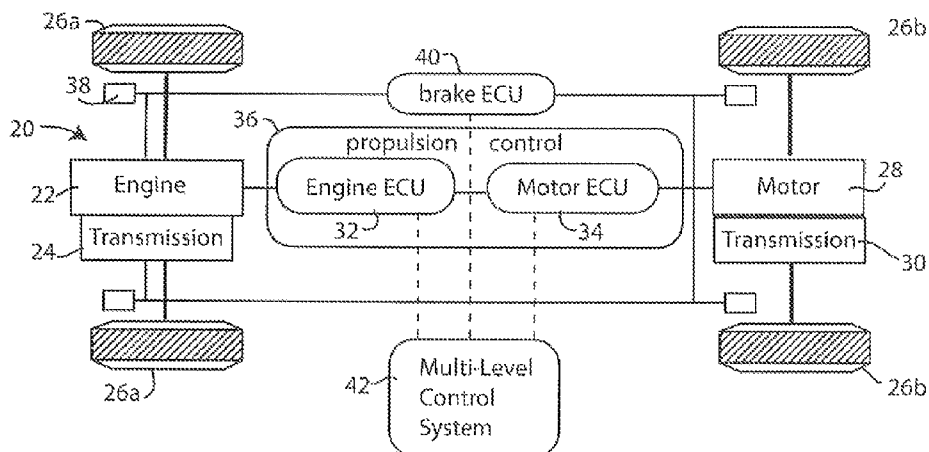 26a
26b
40
38
brake ECU
20
36
propulsion control
22
Engine
Engine ECU
Motor ECU
Motor
28
24
Transmission
32
34
Transmission
30
26a
42
Multi-Level
Control
System
26b